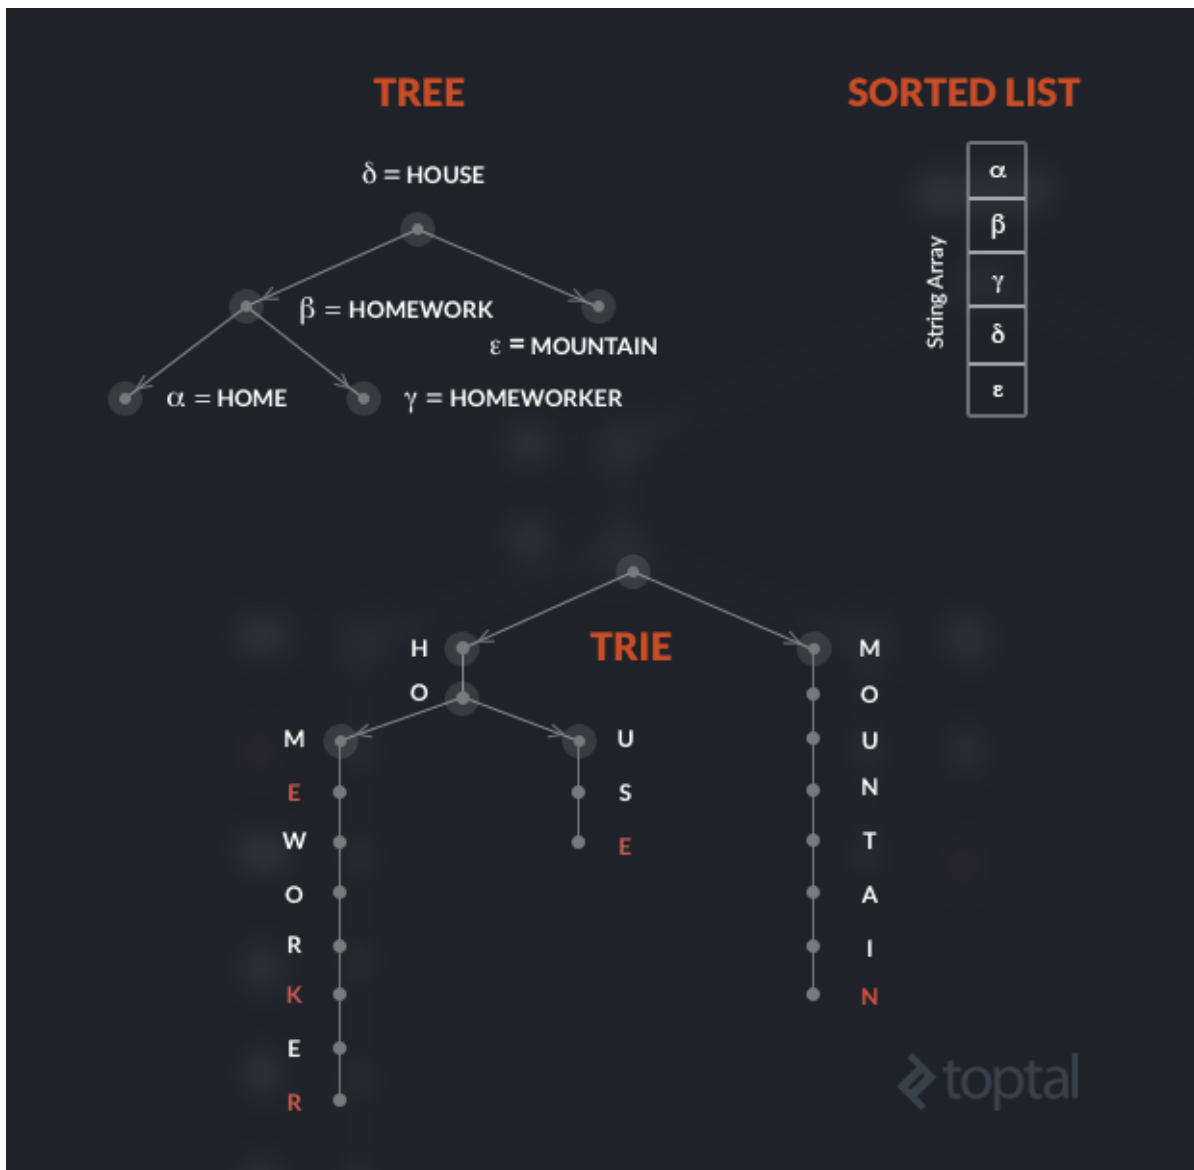 TREE
SORTED LIST
δ = HOUSE
β = HOMEWORK
ε = MOUNTAIN
α = HOME
γ = HOMEWORKER
String Array
α
β
γ
δ
ε
TRIE
H
O
M
E
W
O
R
K
E
R
U
S
E
M
O
U
N
T
A
I
N
toptal